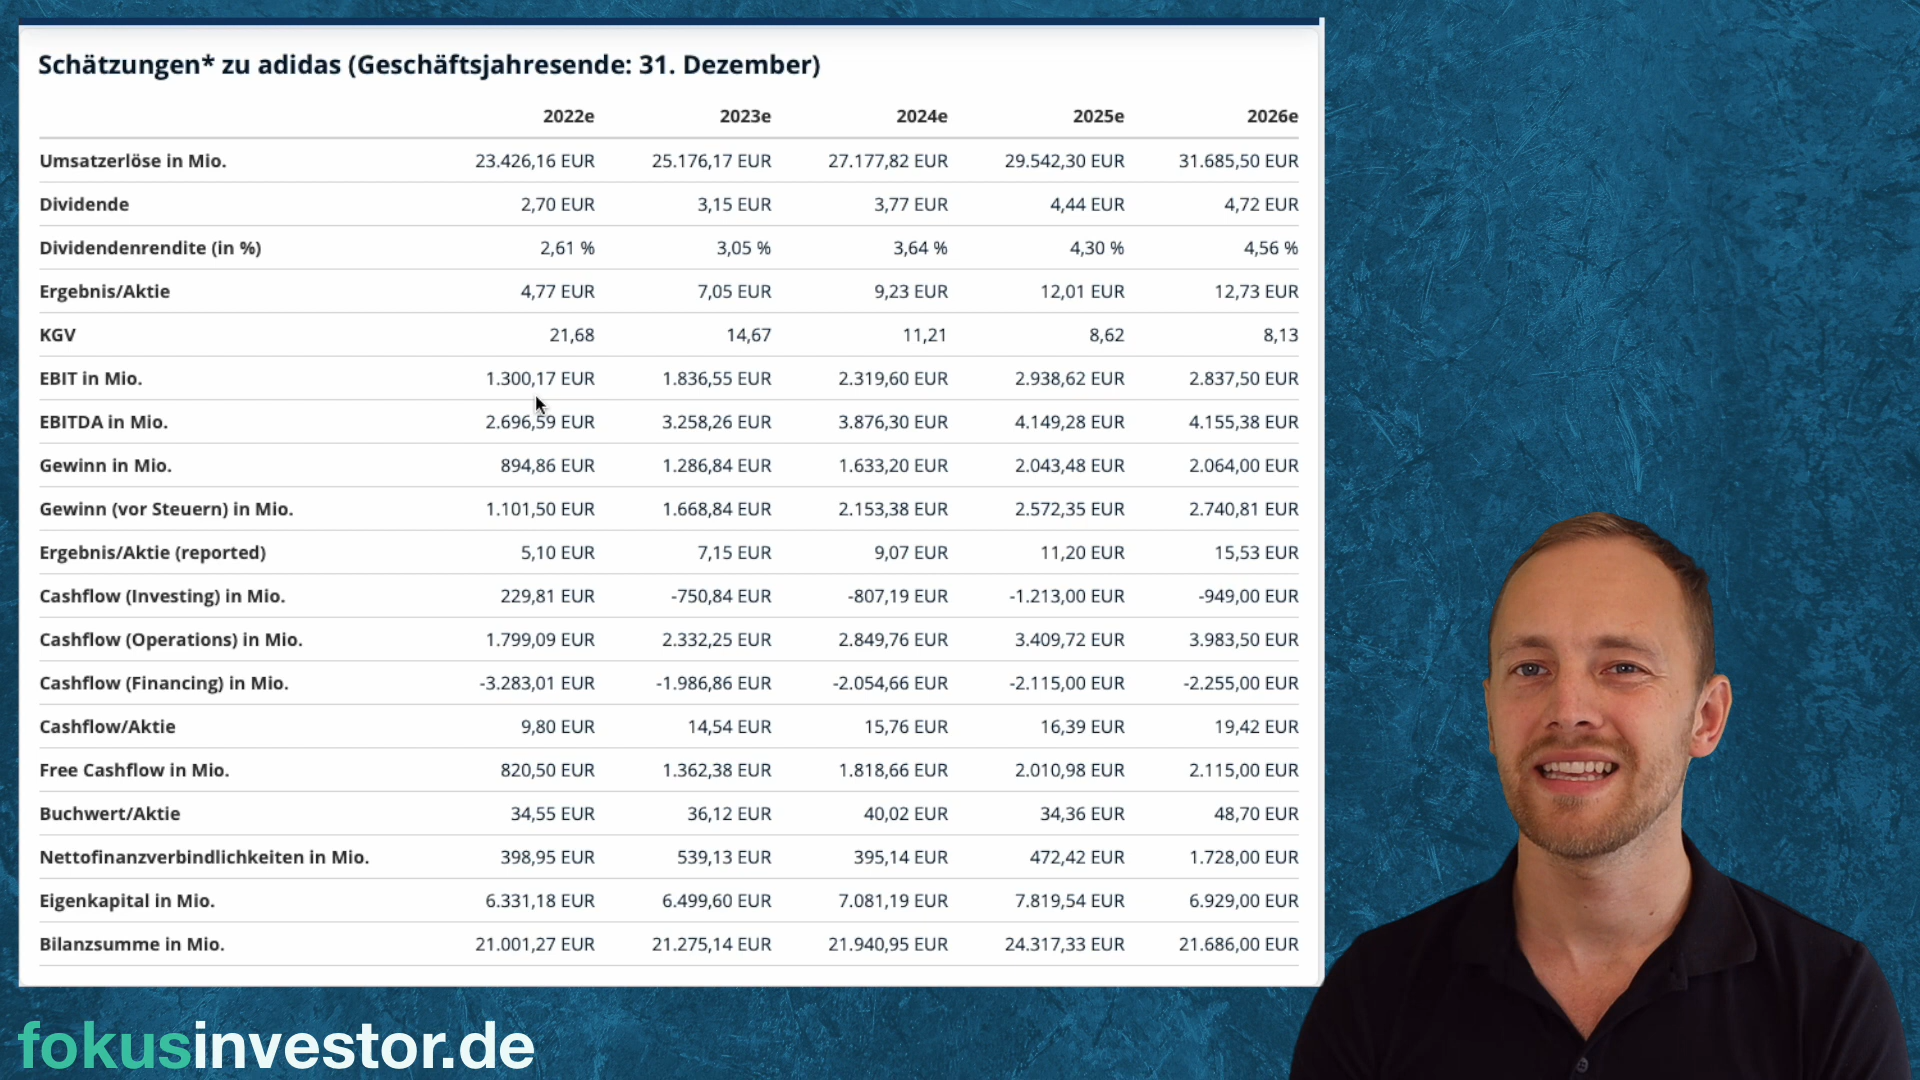 Schätzungen* zu adidas (Geschäftsjahresende: 31. Dezember)
2022e 2023e 2024e 2025e 2026e
Umsatzerlöse in Mio. 23.426,16 EUR 25.176,17 EUR 27.177,82 EUR 29.542,30 EUR 31.685,50 EUR
Dividende 2,70 EUR 3,15 EUR 3,77 EUR 4,44 EUR 4,72 EUR
Dividendenrendite (in %) 2,61 % 3,05 % 3,64 % 4,30 % 4,56 %
Ergebnis/Aktie 4,77 EUR 7,05 EUR 9,23 EUR 12,01 EUR 12,73 EUR
KGV 21,68 14,67 11,21 8,62 8,13
EBIT in Mio. 1.300,17 EUR 1.836,55 EUR 2.319,60 EUR 2.938,62 EUR 2.837,50 EUR
EBITDA in Mio. 2.696,59 EUR 3.258,26 EUR 3.876,30 EUR 4.149,28 EUR 4.155,38 EUR
Gewinn in Mio. 894,86 EUR 1.286,84 EUR 1.633,20 EUR 2.043,48 EUR 2.064,00 EUR
Gewinn (vor Steuern) in Mio. 1.101,50 EUR 1.668,84 EUR 2.153,38 EUR 2.572,35 EUR 2.740,81 EUR
Ergebnis/Aktie (reported) 5,10 EUR 7,15 EUR 9,07 EUR 11,20 EUR 15,53 EUR
Cashflow (Investing) in Mio. 229,81 EUR -750,84 EUR -807,19 EUR -1.213,00 EUR -949,00 EUR
Cashflow (Operations) in Mio. 1.799,09 EUR 2.332,25 EUR 2.849,76 EUR 3.409,72 EUR 3.983,50 EUR
Cashflow (Financing) in Mio. -3.283,01 EUR -1.986,86 EUR -2.054,66 EUR -2.115,00 EUR -2.255,00 EUR
Cashflow/Aktie 9,80 EUR 14,54 EUR 15,76 EUR 16,39 EUR 19,42 EUR
Free Cashflow in Mio. 820,50 EUR 1.362,38 EUR 1.818,66 EUR 2.010,98 EUR 2.115,00 EUR
Buchwert/Aktie 34,55 EUR 36,12 EUR 40,02 EUR 34,36 EUR 48,70 EUR
Nettofinanzverbindlichkeiten in Mio. 398,95 EUR 539,13 EUR 395,14 EUR 472,42 EUR 1.728,00 EUR
Eigenkapital in Mio. 6.331,18 EUR 6.499,60 EUR 7.081,19 EUR 7.819,54 EUR 6.929,00 EUR
Bilanzsumme in Mio. 21.001,27 EUR 21.275,14 EUR 21.940,95 EUR 24.317,33 EUR 21.686,00 EUR
fokusinvestor.de